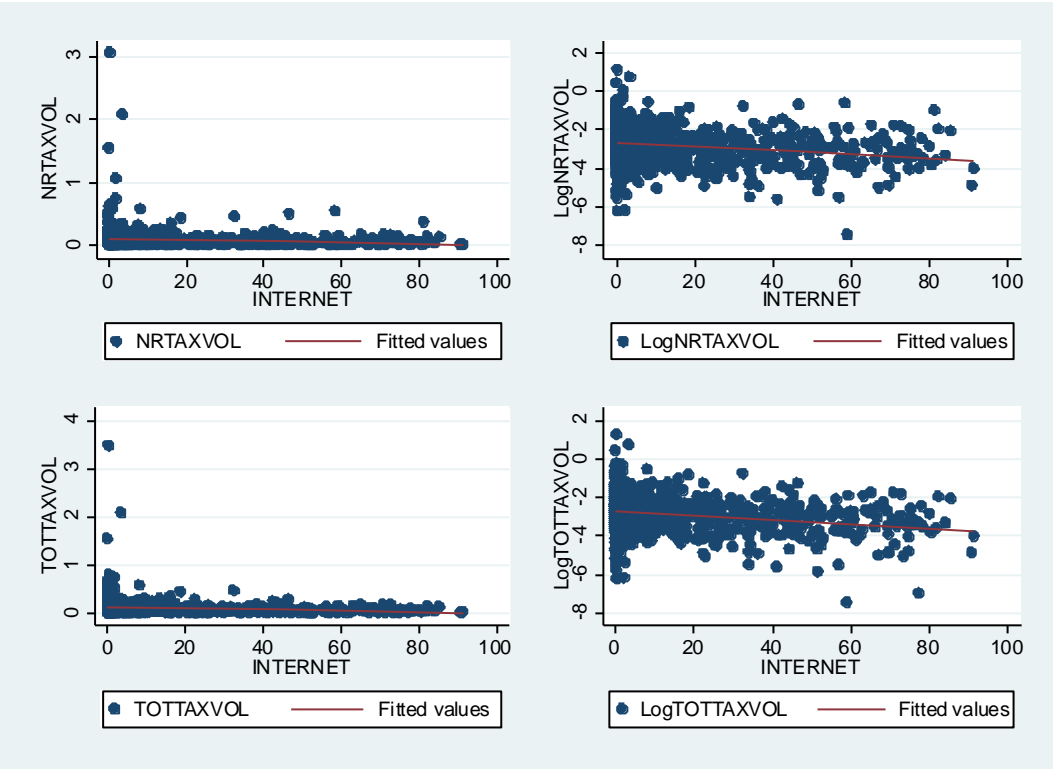 NRTAXVOL
3
2
1
0
0 20 40 60 80 100
INTERNET
NRTAXVOL Fitted values
LogNRTAXVOL
2
0
-2
-4
-6
-8
0 20 40 60 80 100
INTERNET
LogNRTAXVOL Fitted values
TOTTAXVOL
4
3
2
1
0
0 20 40 60 80 100
INTERNET
TOTTAXVOL Fitted values
LogTOTTAXVOL
2
0
-2
-4
-6
-8
0 20 40 60 80 100
INTERNET
LogTOTTAXVOL Fitted values